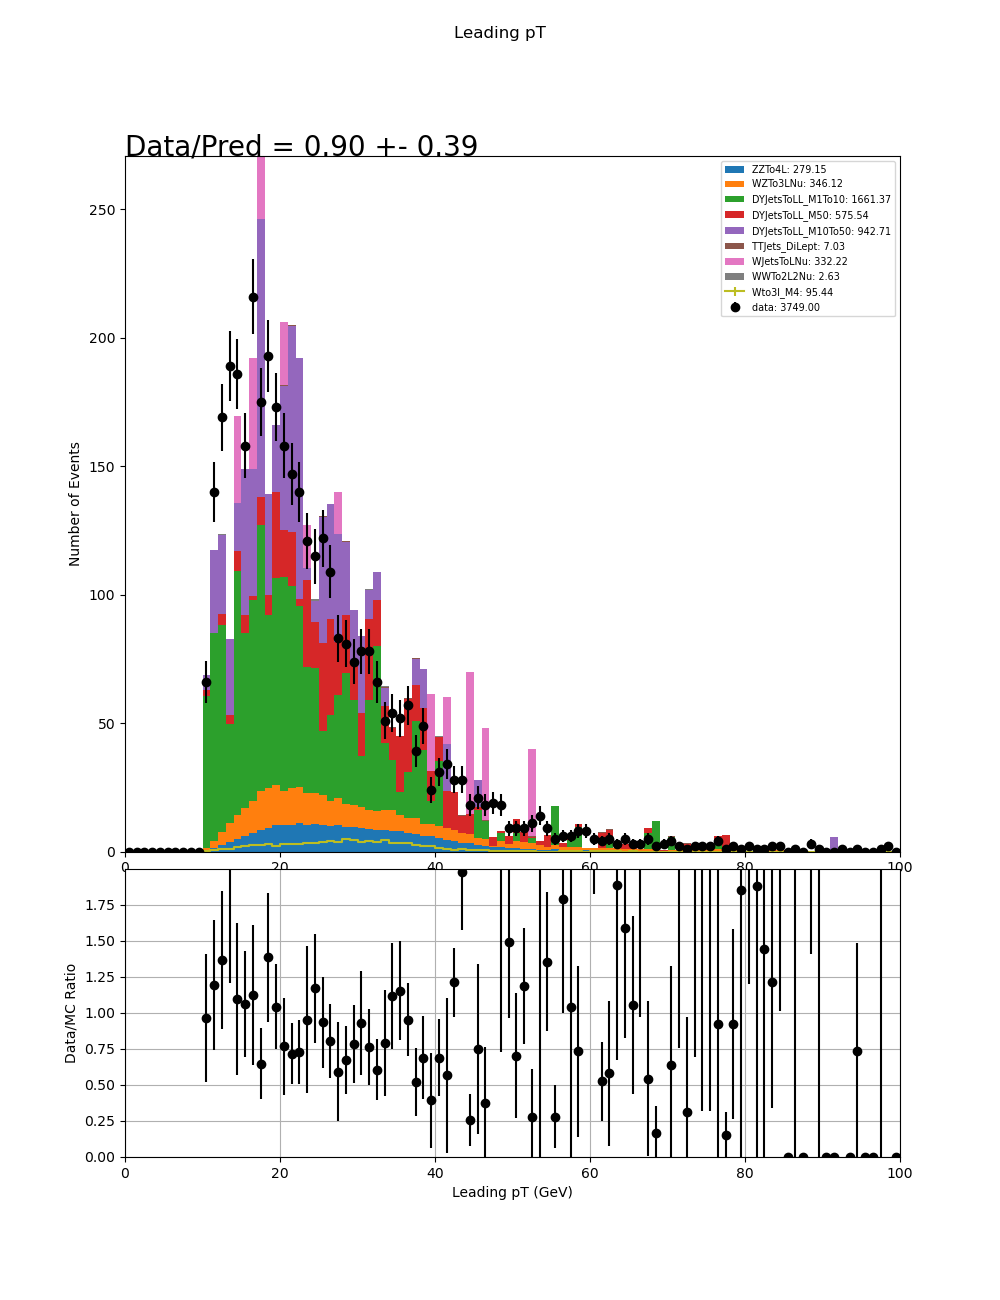 Leading pT
Data/Pred = 0.90 +- 0.39
ZZTo4L: 279.15
WZTo3LNu: 346.12
DYJetsToLL_M1To10: 1661.37
DYJetsToLL_M50: 575.54
DYJetsToLL_M10To50: 942.71
TTJets_DiLept: 7.03
WJetsToLNu: 332.22
WWTo2L2Nu: 2.63
Wto3l_M4: 95.44
data: 3749.00
Number of Events
250
200
150
100
50
0
0 20 40 60 80 100
Data/MC Ratio
1.75
1.50
1.25
1.00
0.75
0.50
0.25
0.00
0 20 40 60 80 100
Leading pT (GeV)